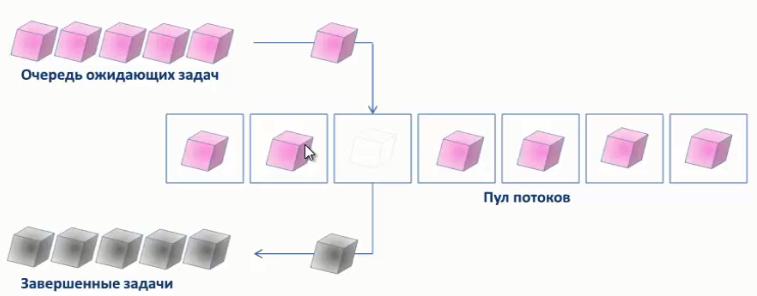 Очередь ожидающих задач
Пул потоков
Завершенные задачи